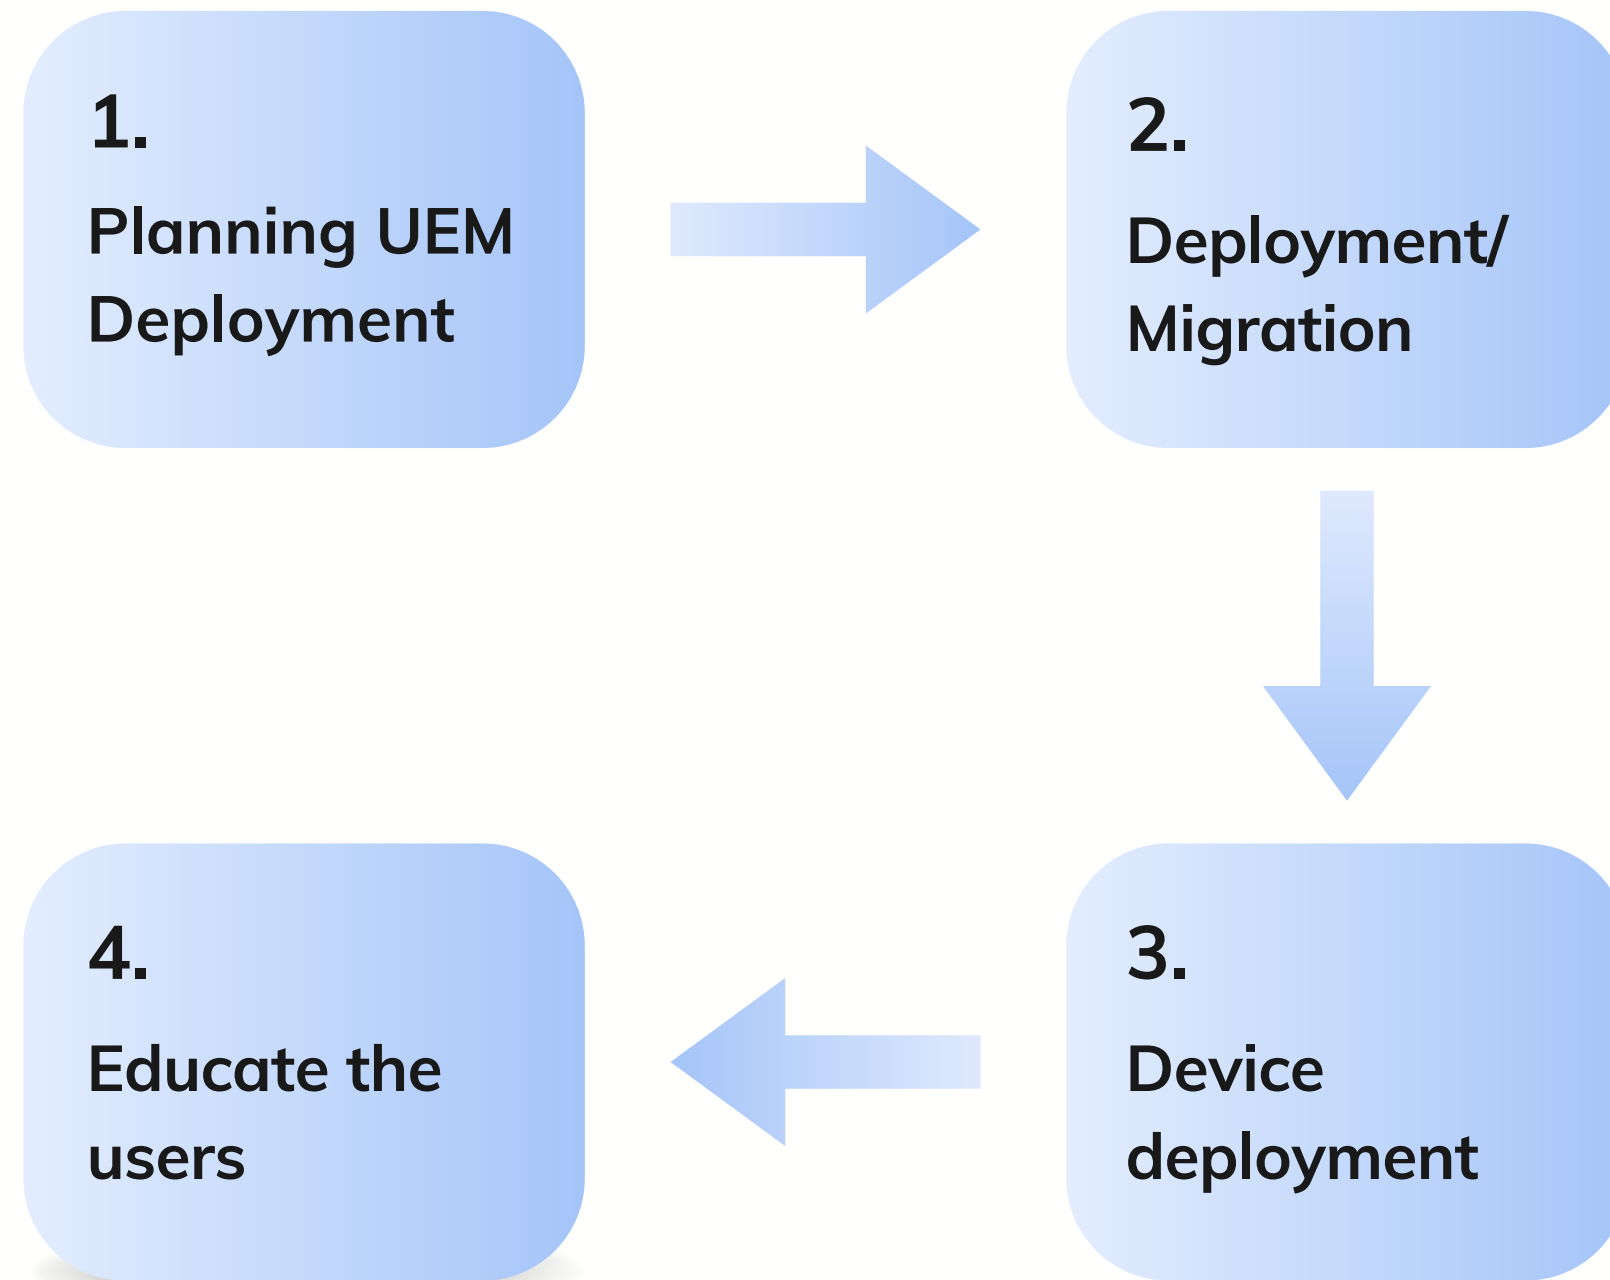 1.
Planning UEM
Deployment
2.
Deployment/
Migration
3.
Device
deployment
4.
Educate the
users